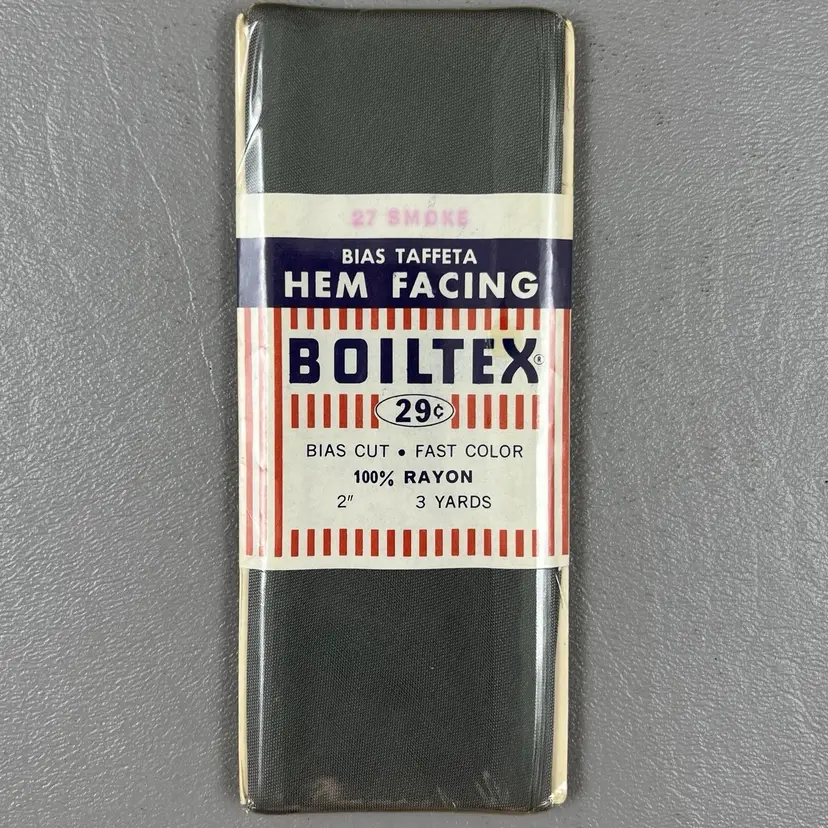 27 SMOKE
BIAS TAFFETA
HEM FACING
BOILTEX®
29¢
BIAS CUT • FAST COLOR
100% RAYON
2" 3 YARDS